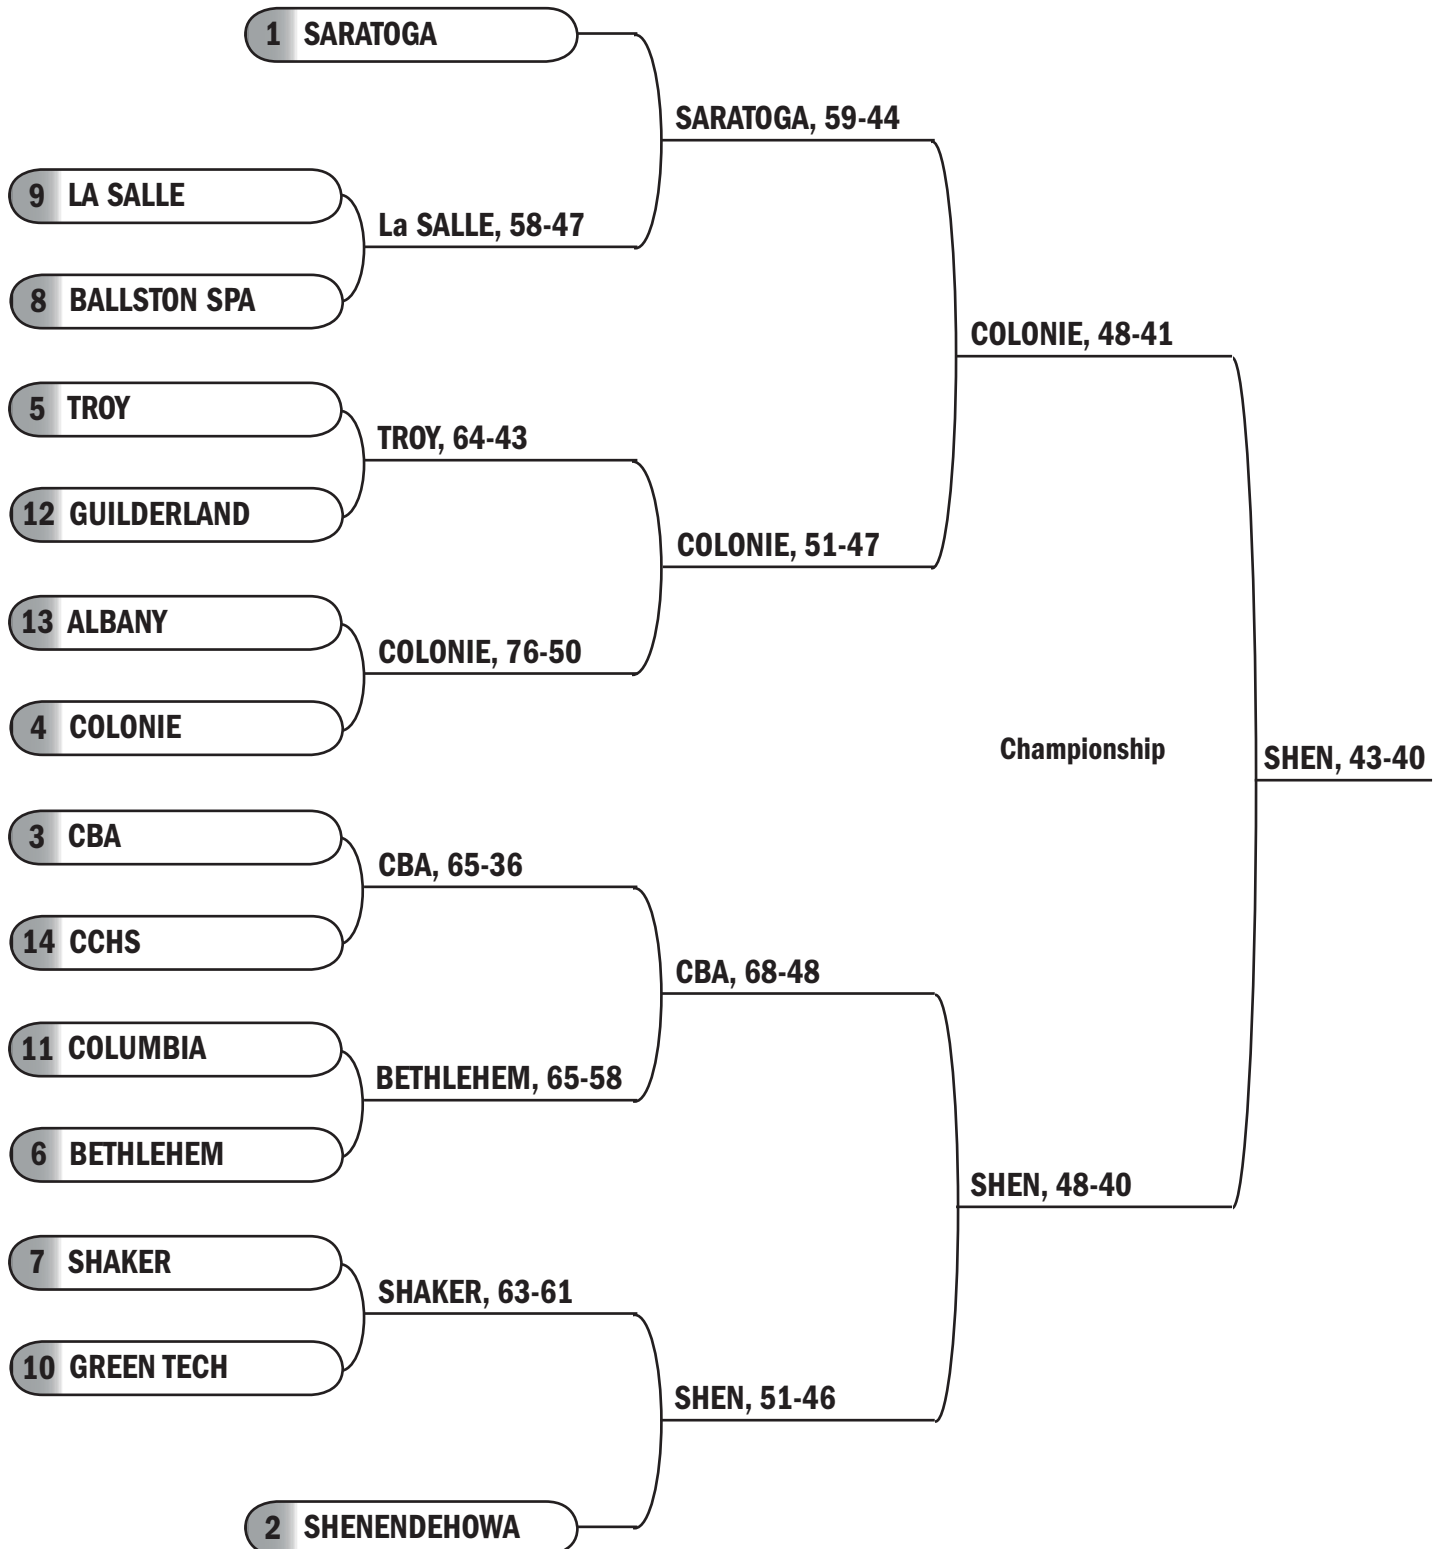 1 SARATOGA
SARATOGA, 59-44
9 LA SALLE
La SALLE, 58-47
8 BALLSTON SPA
COLONIE, 48-41
5 TROY
TROY, 64-43
12 GUILDERLAND
COLONIE, 51-47
13 ALBANY
COLONIE, 76-50
4 COLONIE
Championship
SHEN, 43-40
3 CBA
CBA, 65-36
14 CCHS
CBA, 68-48
11 COLUMBIA
BETHLEHEM, 65-58
6 BETHLEHEM
SHEN, 48-40
7 SHAKER
SHAKER, 63-61
10 GREEN TECH
SHEN, 51-46
2 SHENENDEHOWA